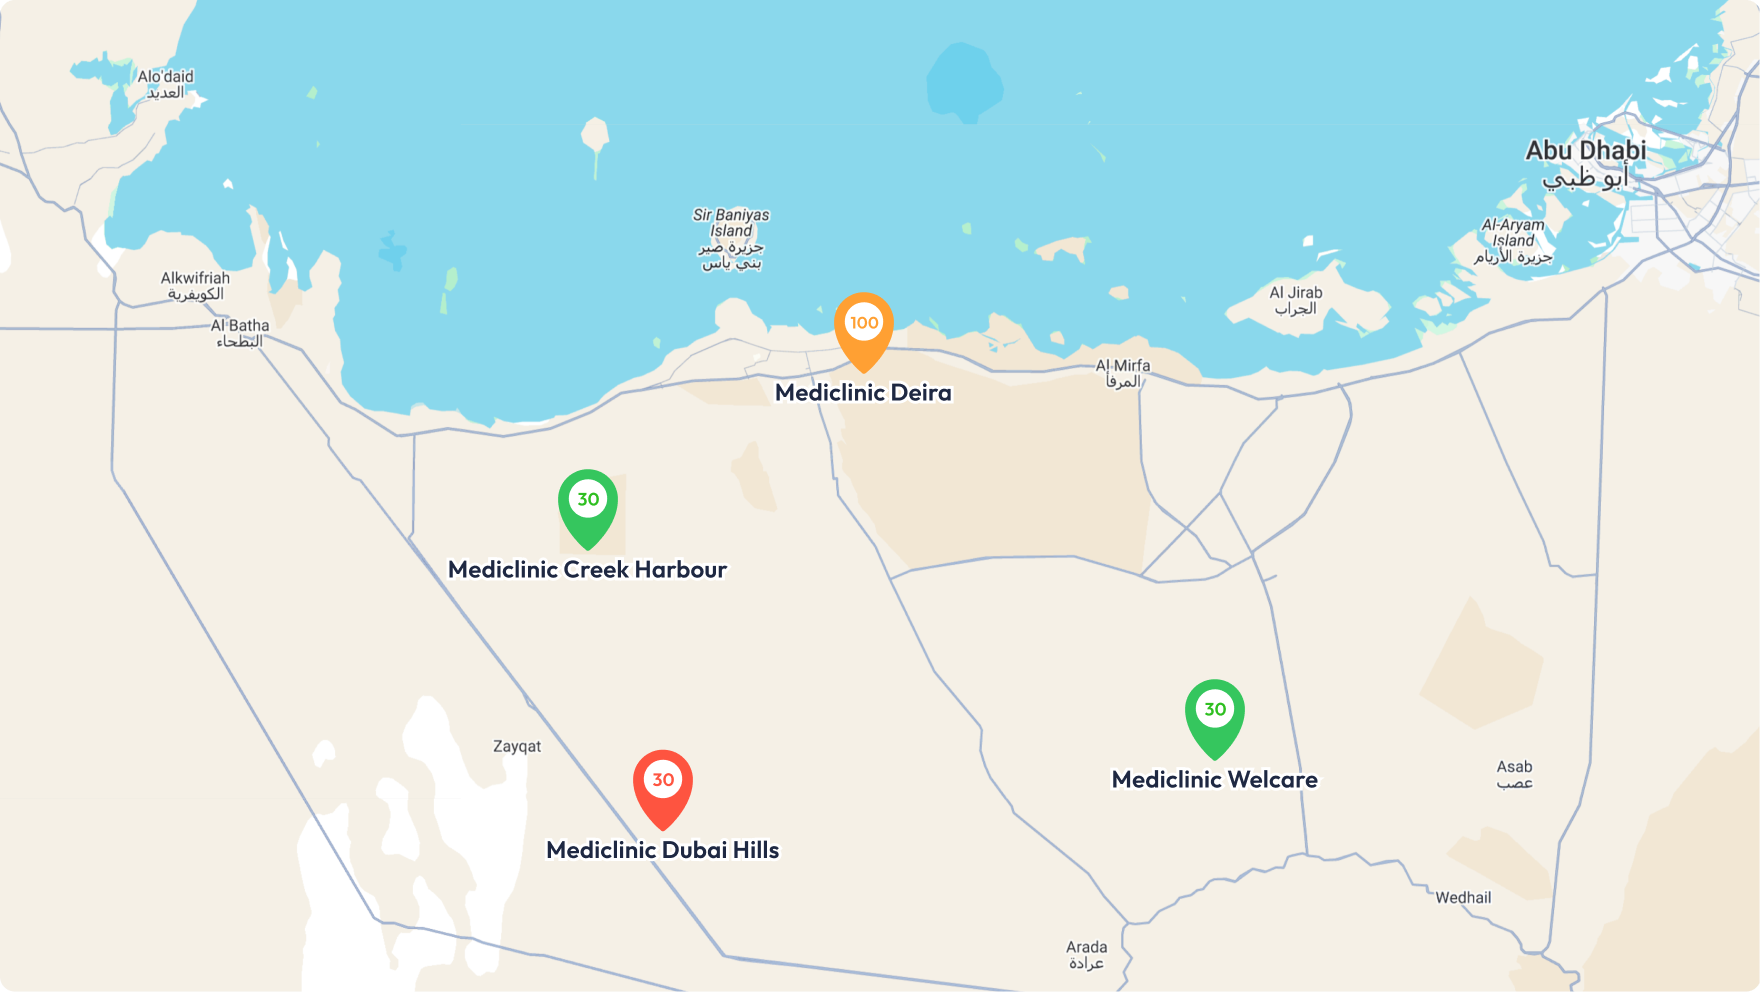 Alo'daid
العديد
Abu Dhabi
أبو ظبي
Sir Baniyas
Island
جزيرة صير
بني ياس
Al-Aryam
Island
جزيرة الأريام
Alkwifriah
الكويفرية
Al Jirab
الجراب
Al Batha
البطحاء
100
Mediclinic Deira
Al Mirfa
المرفأ
30
Mediclinic Creek Harbour
30
Mediclinic Welcare
Zayqat
30
Mediclinic Dubai Hills
Asab
عصب
Wedhail
Arada
عرادة